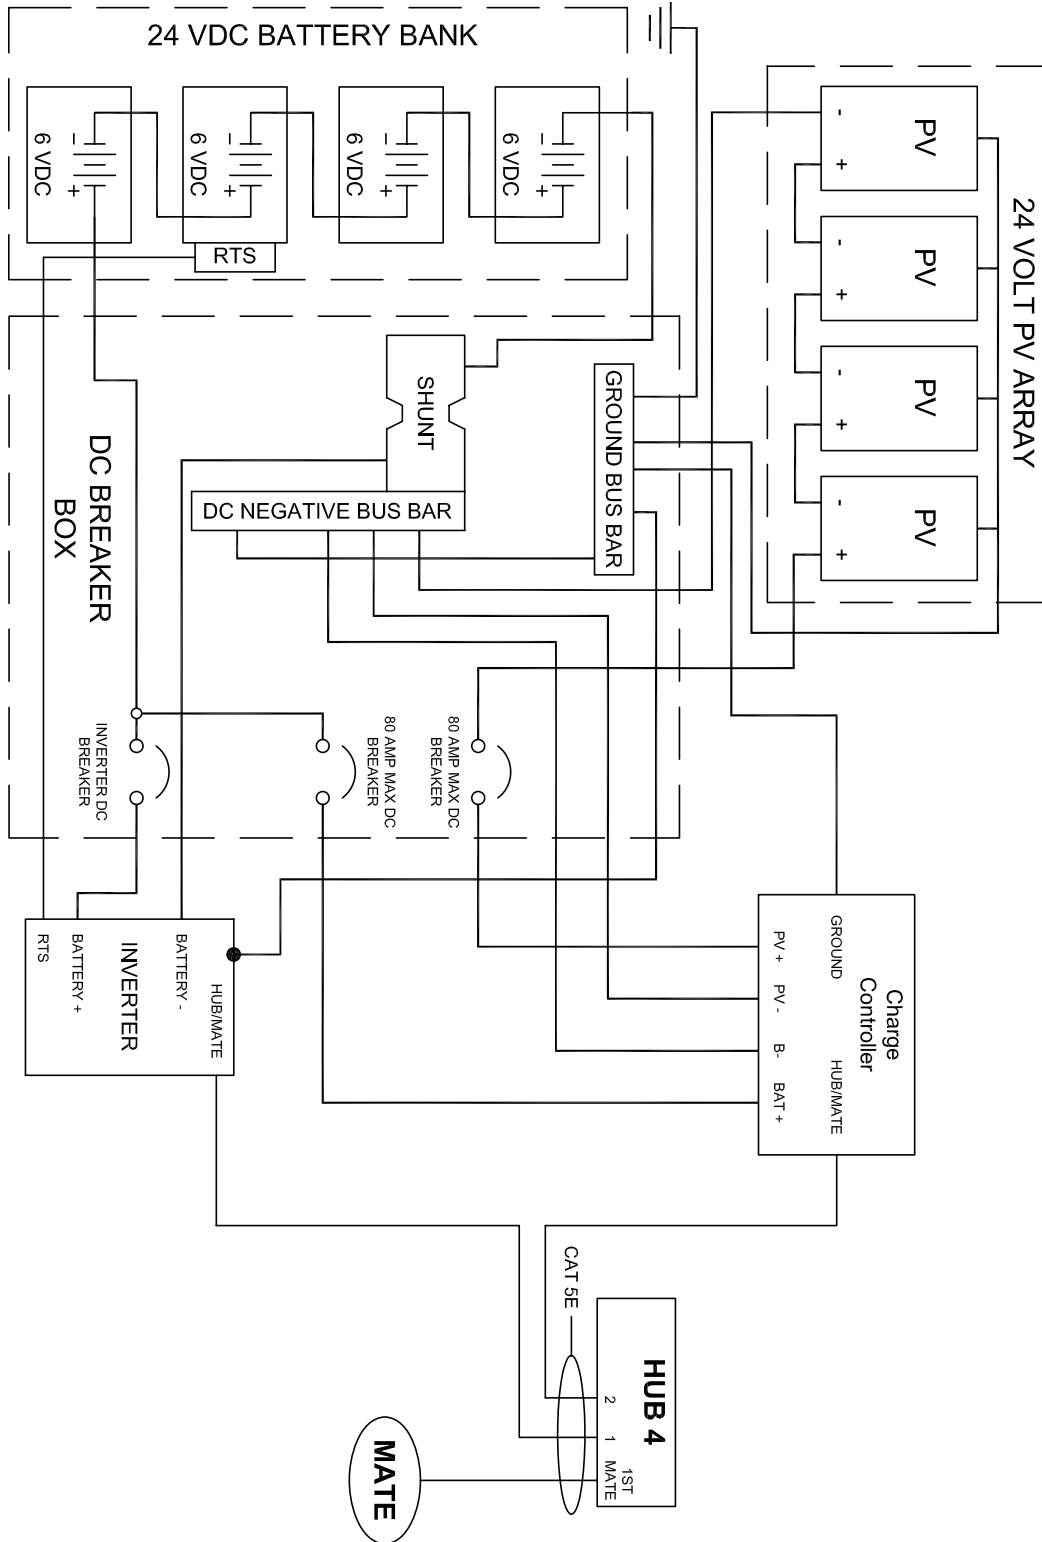 24 VDC BATTERY BANK
-
+
6 VDC
-
+
6 VDC
-
+
6 VDC
-
+
6 VDC
RTS
24 VOLT PV ARRAY
PV
-
+
PV
-
+
PV
-
+
PV
-
+
SHUNT
GROUND BUS BAR
DC NEGATIVE BUS BAR
DC BREAKER
BOX
INVERTER DC
BREAKER
80 AMP MAX DC
BREAKER
80 AMP MAX DC
BREAKER
RTS
BATTERY +
INVERTER
BATTERY -
HUB/MATE
Charge
Controller
GROUND
HUB/MATE
PV +
PV -
B-
BAT +
CAT 5E
HUB 4
2
1
1ST
MATE
MATE